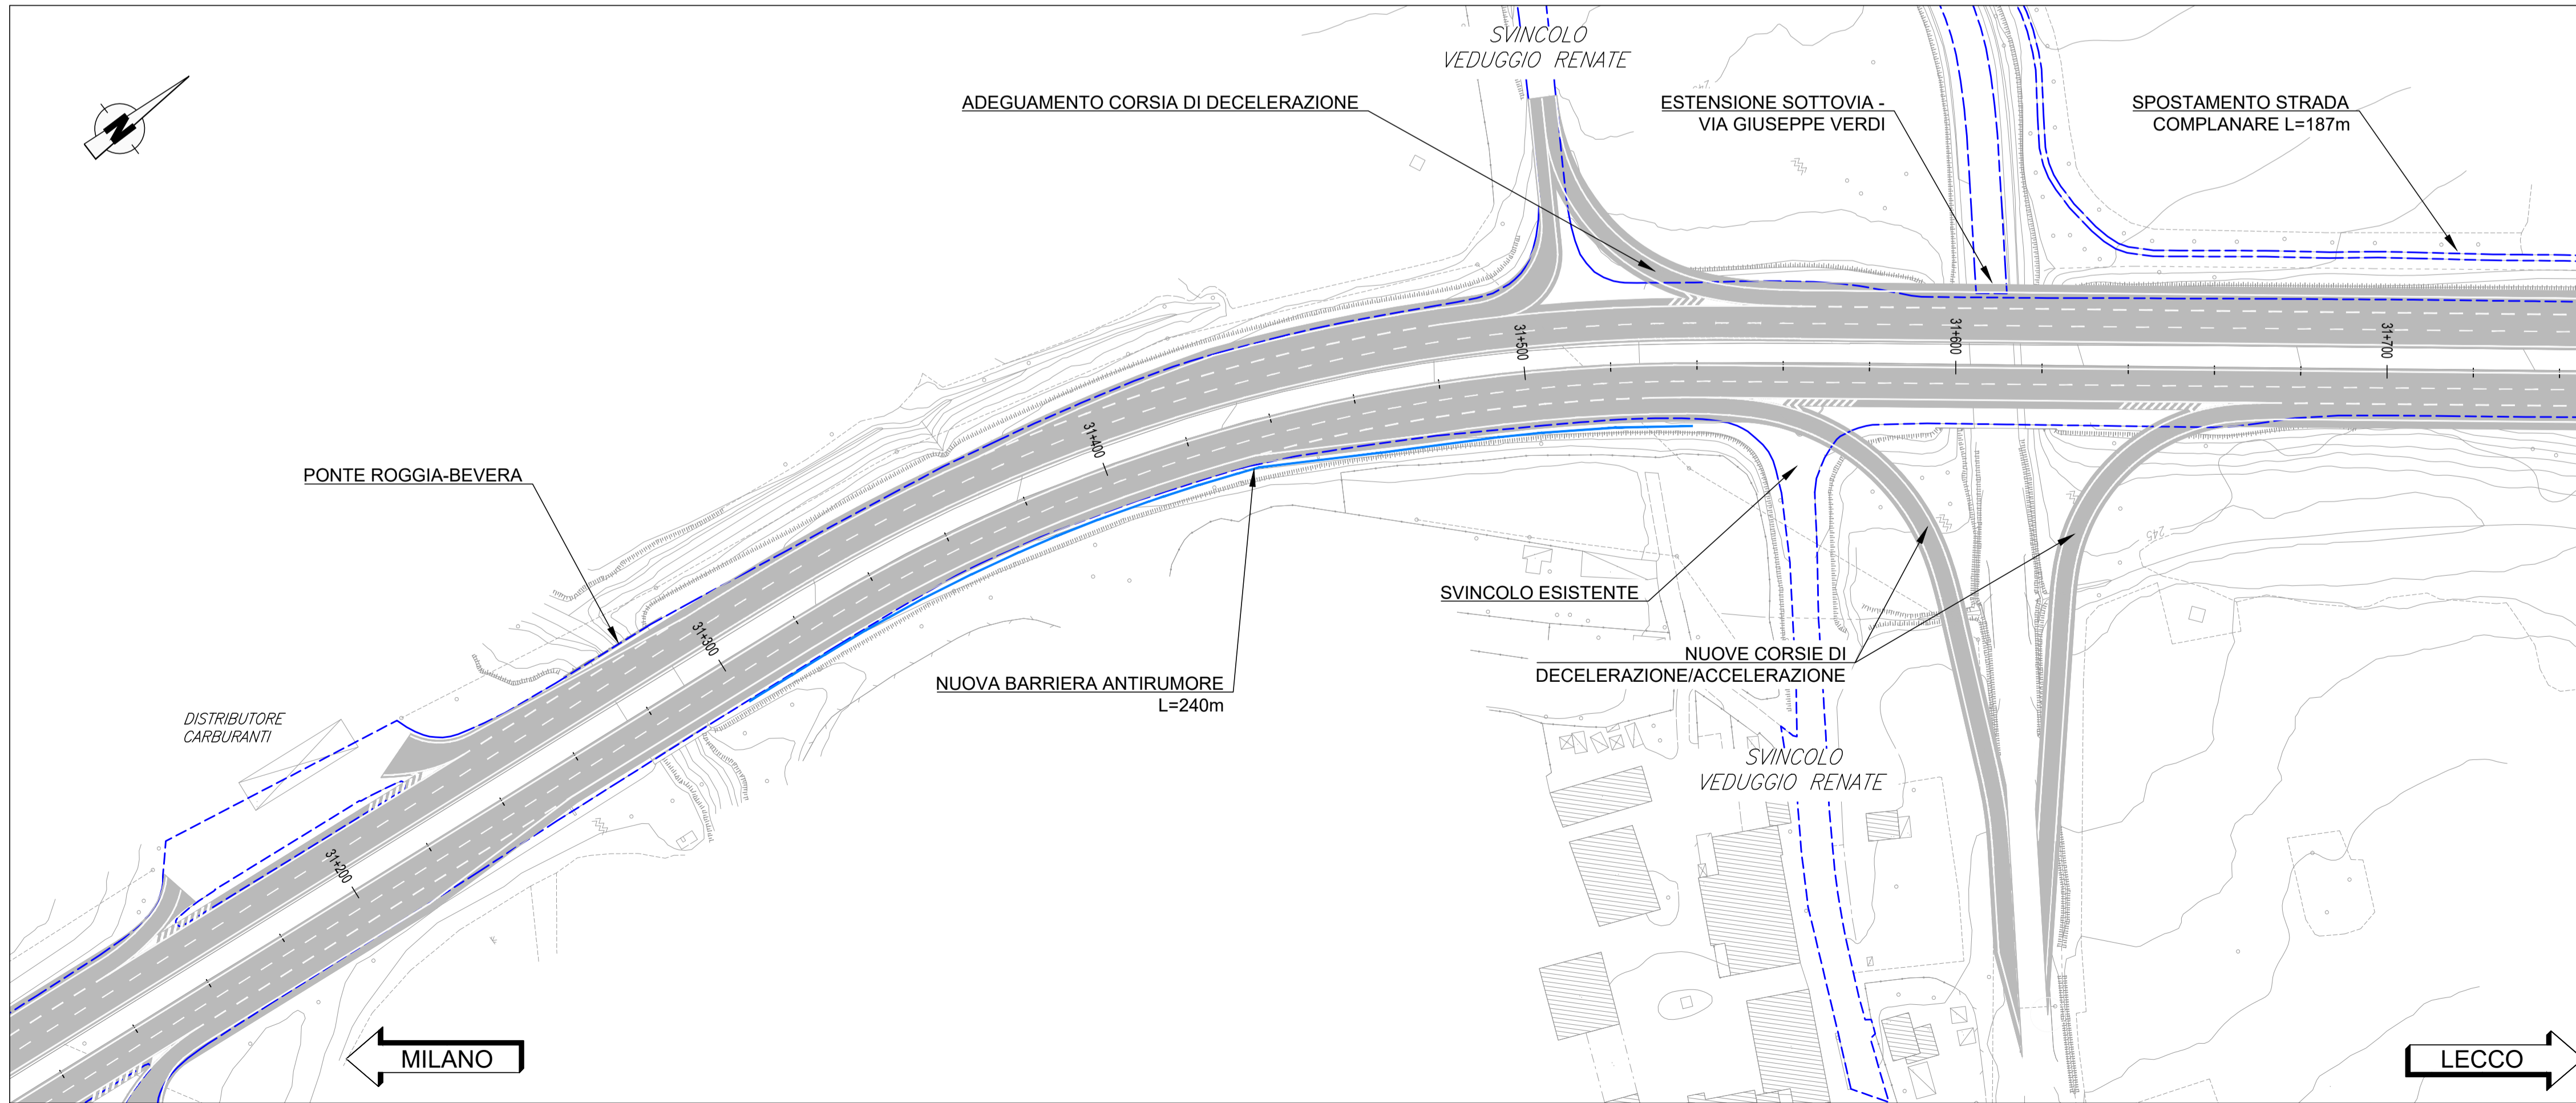 SVINCOLO
VEDUGGIO RENATE
ADEGUAMENTO CORSIA DI DECELERAZIONE
ESTENSIONE SOTTOVIA -
VIA GIUSEPPE VERDI
SPOSTAMENTO STRADA
COMPLANARE L=187m
N
31+500
31+600
31+700
31+400
PONTE ROGGIA-BEVERA
245
SVINCOLO ESISTENTE
31+300
NUOVE CORSIE DI
DECELERAZIONE/ACCELERAZIONE
NUOVA BARRIERA ANTIRUMORE
L=240m
DISTRIBUTORE
CARBURANTI
SVINCOLO
VEDUGGIO RENATE
31+200
MILANO
LECCO